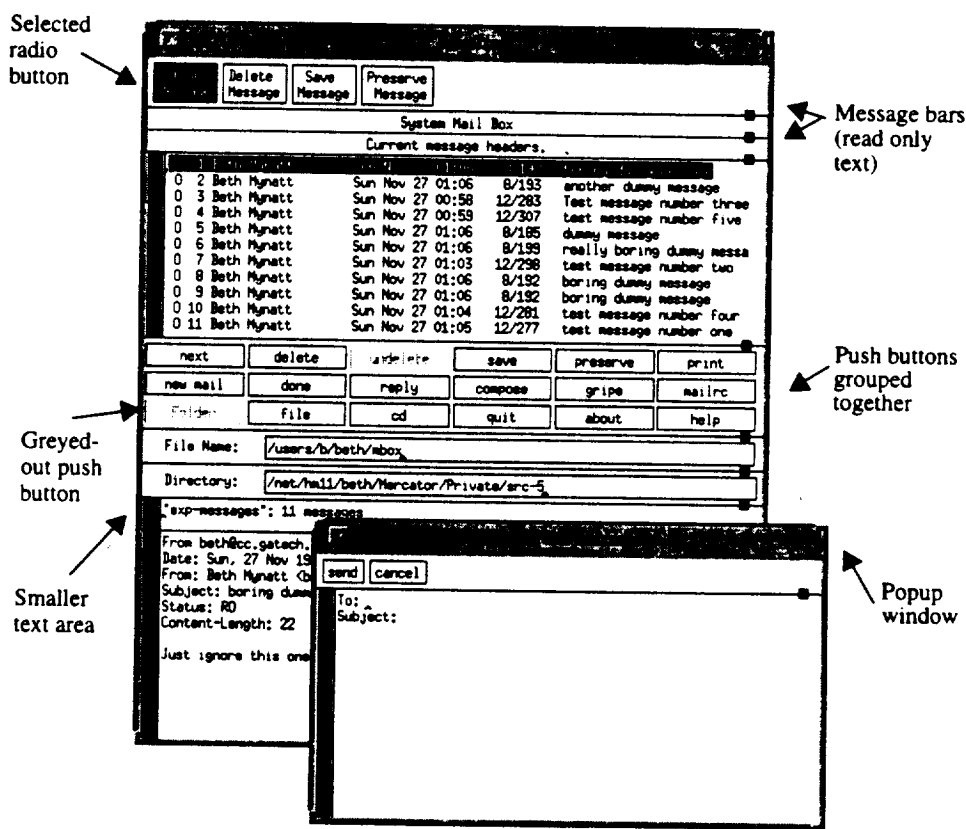 Selected
radio
button
Delete Message
Save Message
Preserve Message
Message bars
(read only
text)
System Mail Box
Current message headers.
0 2 Beth Mynatt Sun Nov 27 01:06 8/193 another dummy message
0 3 Beth Mynatt Sun Nov 27 00:58 12/283 Test message number three
0 4 Beth Mynatt Sun Nov 27 00:59 12/307 test message number five
0 5 Beth Mynatt Sun Nov 27 01:06 8/185 dummy message
0 6 Beth Mynatt Sun Nov 27 01:06 8/199 really boring dummy messa
0 7 Beth Mynatt Sun Nov 27 01:03 12/298 test message number two
0 8 Beth Mynatt Sun Nov 27 01:06 8/192 boring dummy message
0 9 Beth Mynatt Sun Nov 27 01:06 8/192 boring dummy message
0 10 Beth Mynatt Sun Nov 27 01:04 12/281 test message number four
0 11 Beth Mynatt Sun Nov 27 01:05 12/277 test message number one
next delete undelete save preserve print
new mail done reply compose gripe mailrc
Folder file cd quit about help
Push buttons
grouped
together
Greyed-
out push
button
File Name: /users/b/beth/mbox
Directory: /net/hm11/beth/Mercator/Private/src-5
"exp-messages": 11 messages
From beth@cc.gatech.
Date: Sun, 27 Nov 19
From: Beth Mynatt <b
Subject: boring dumm
Status: RO
Content-Length: 22
Just ignore this one
Smaller
text area
send cancel
To:
Subject:
Popup
window